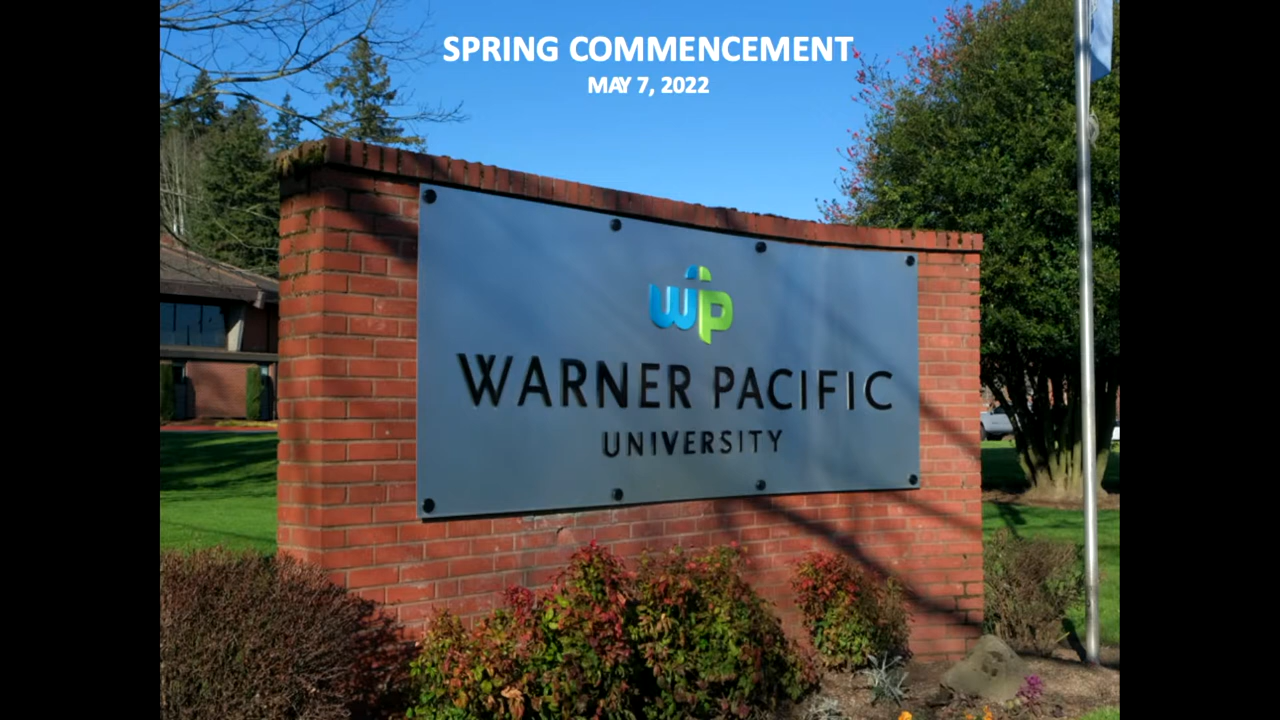 SPRING COMMENCEMENT
MAY 7, 2022
wp
WARNER PACIFIC
UNIVERSITY